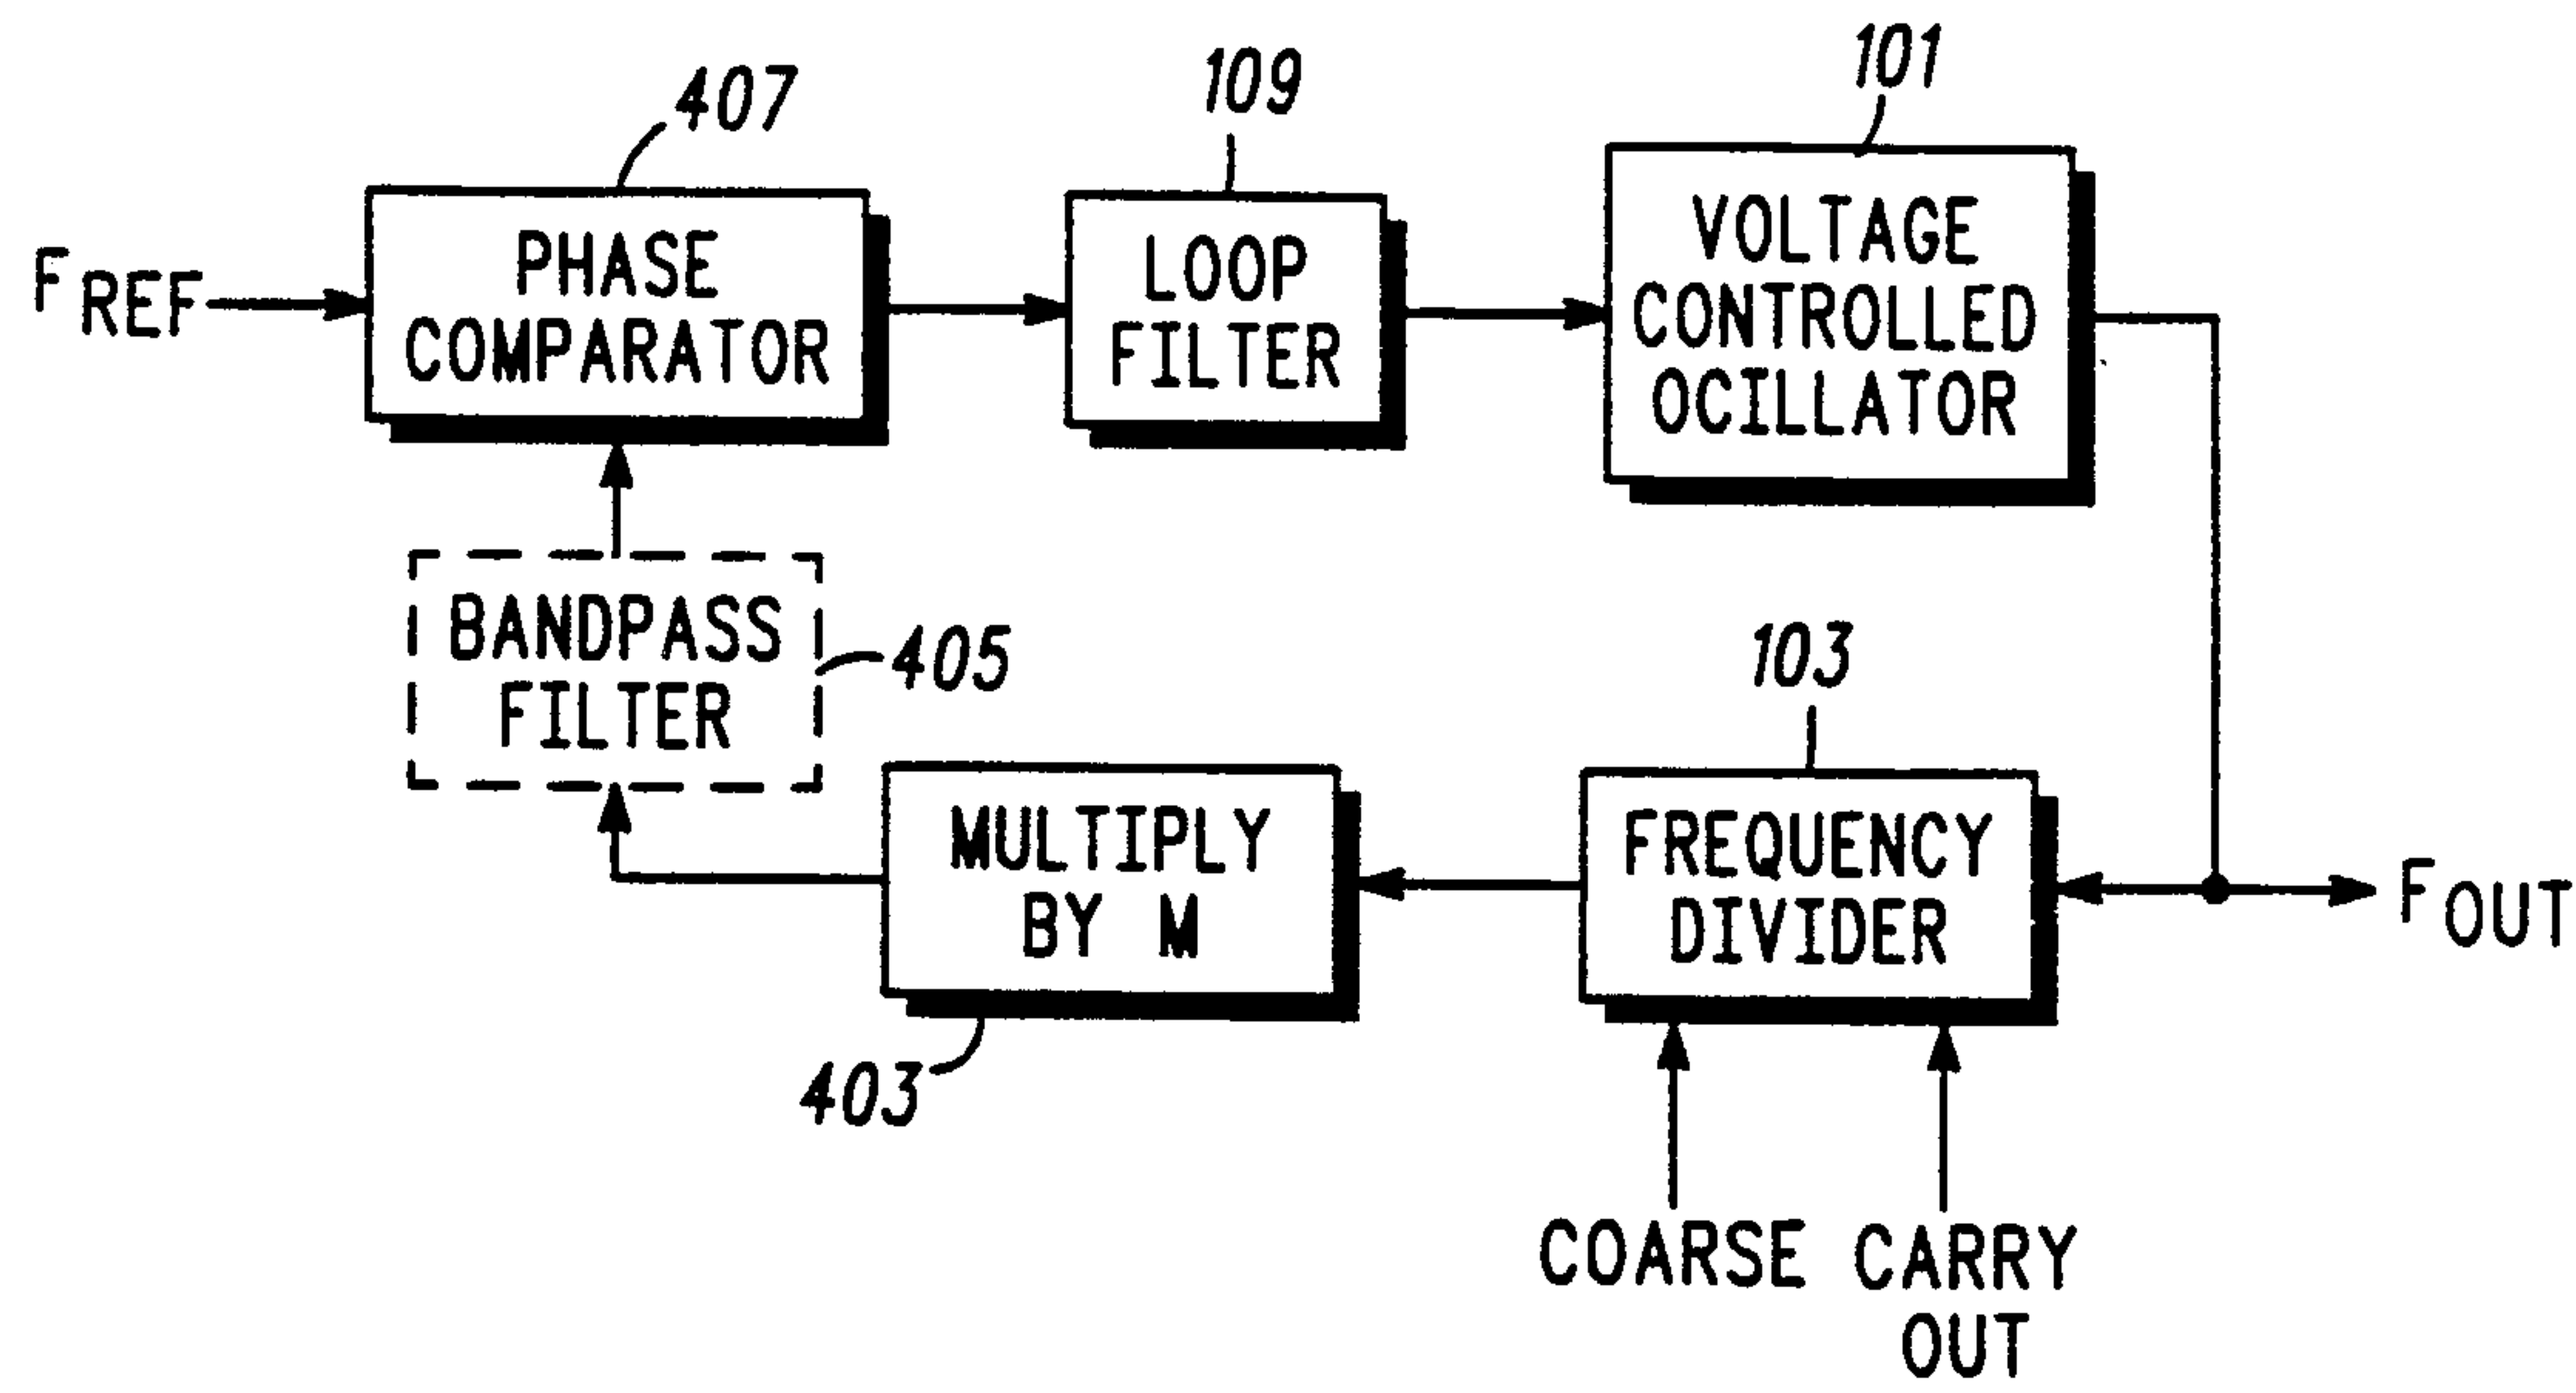 407
109
101
FREF
PHASE
COMPARATOR
LOOP
FILTER
VOLTAGE
CONTROLLED
OCILLATOR
BANDPASS
FILTER
405
103
MULTIPLY
BY M
FREQUENCY
DIVIDER
FOUT
403
COARSE
CARRY
OUT